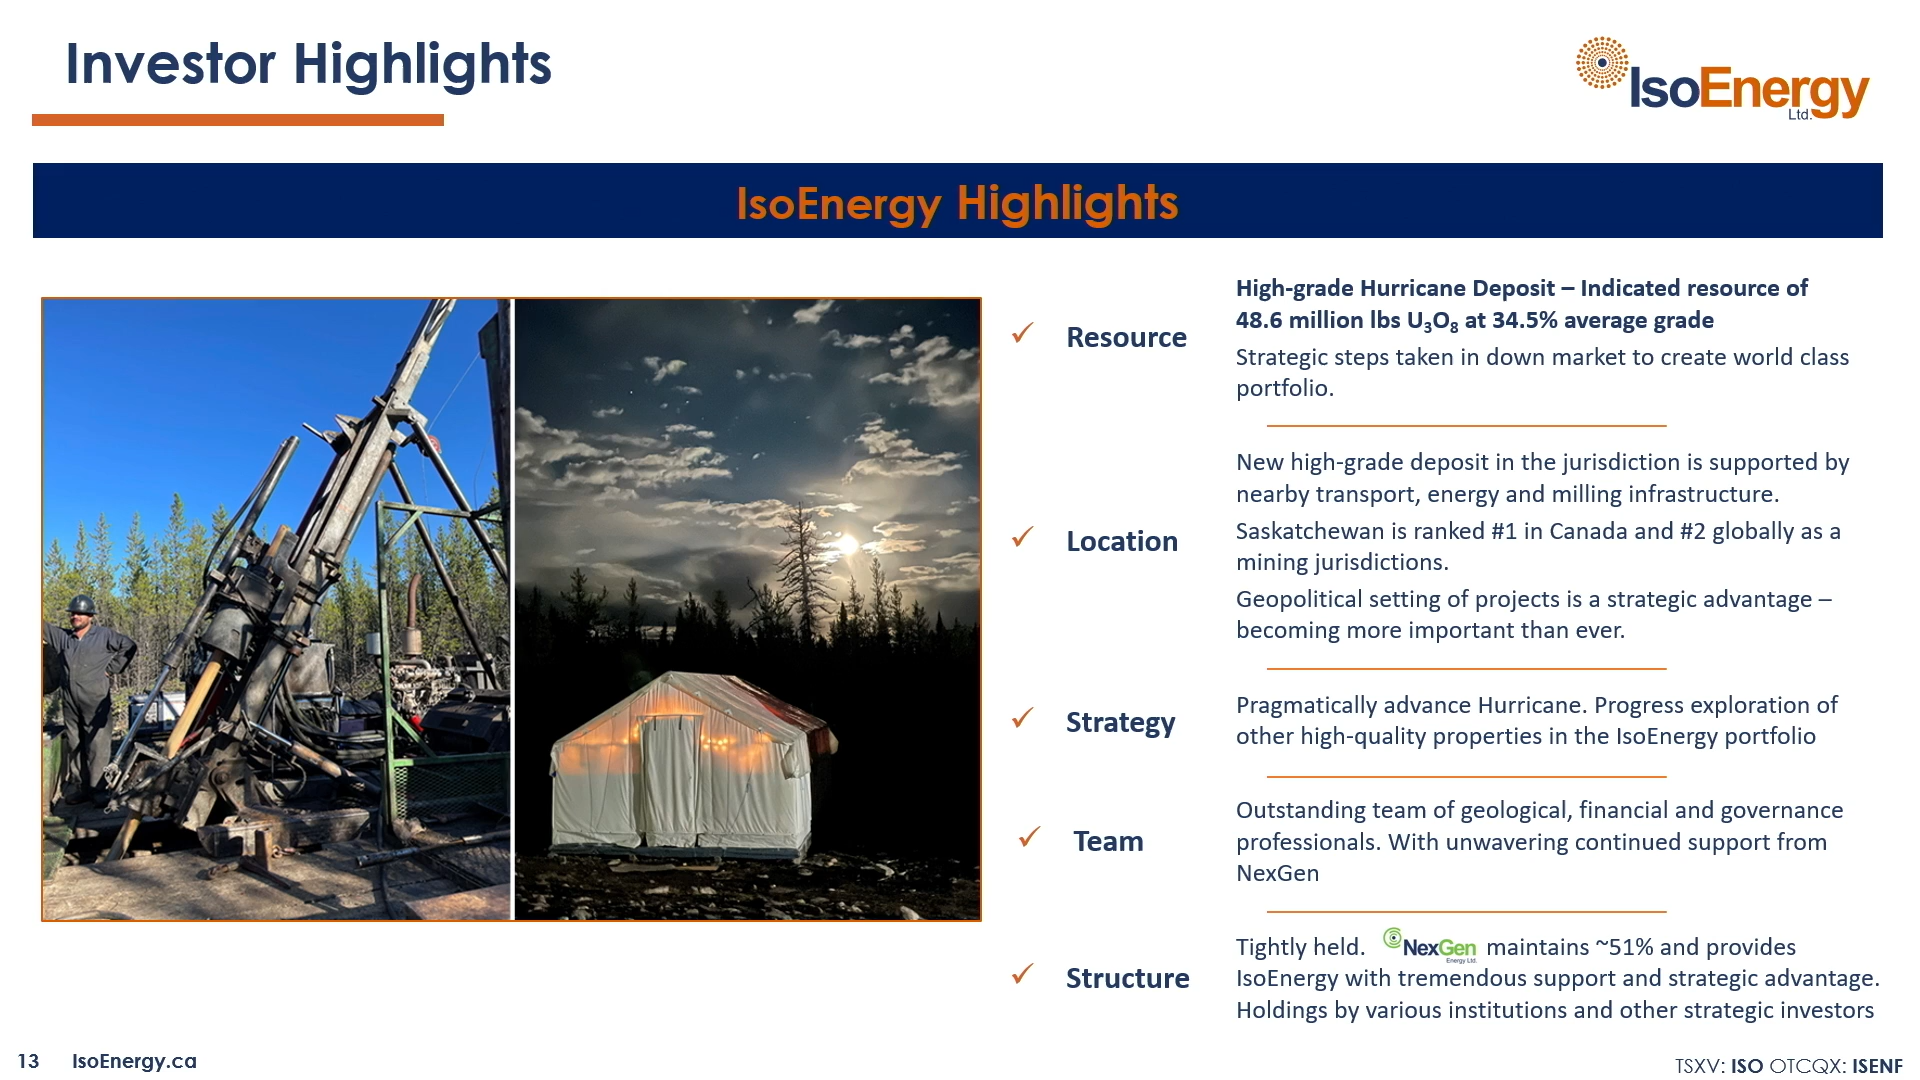 Investor Highlights
IsoEnergy
Ltd.
IsoEnergy Highlights
✓ Resource
High-grade Hurricane Deposit – Indicated resource of
48.6 million lbs U₃O₈ at 34.5% average grade
Strategic steps taken in down market to create world class
portfolio.
✓ Location
New high-grade deposit in the jurisdiction is supported by
nearby transport, energy and milling infrastructure.
Saskatchewan is ranked #1 in Canada and #2 globally as a
mining jurisdictions.
Geopolitical setting of projects is a strategic advantage –
becoming more important than ever.
✓ Strategy
Pragmatically advance Hurricane. Progress exploration of
other high-quality properties in the IsoEnergy portfolio
✓ Team
Outstanding team of geological, financial and governance
professionals. With unwavering continued support from
NexGen
✓ Structure
Tightly held. NexGen Energy Ltd. maintains ~51% and provides
IsoEnergy with tremendous support and strategic advantage.
Holdings by various institutions and other strategic investors
13 IsoEnergy.ca
TSXV: ISO OTCQX: ISENF